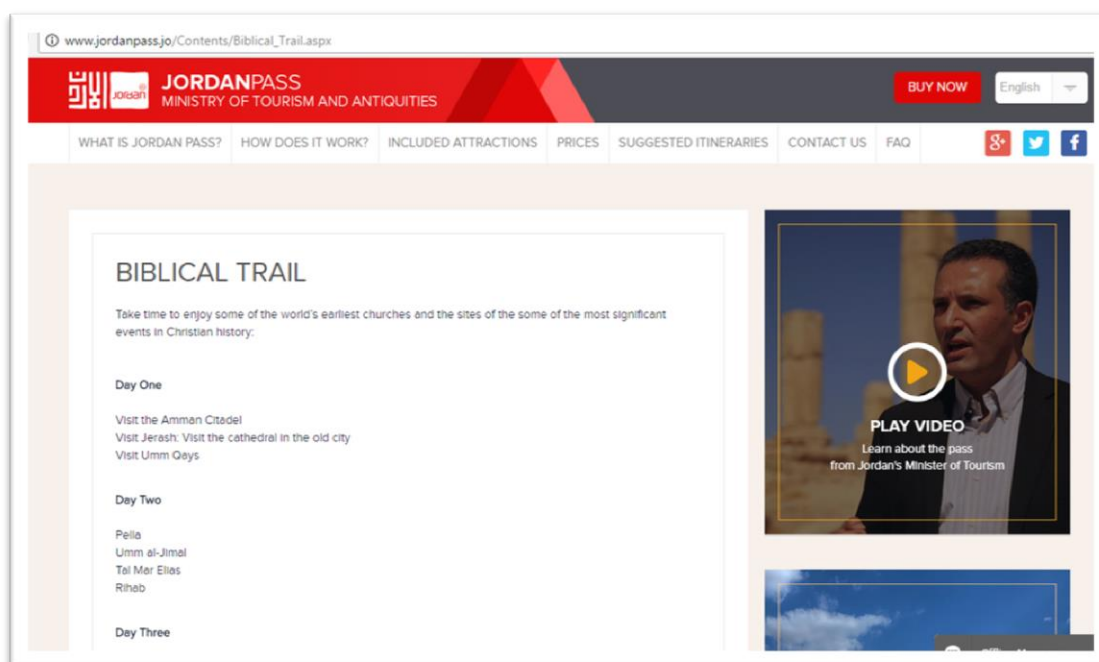 www.jordanpass.jo/Contents/Biblical_Trail.aspx
الأردن
JORDAN
JORDANPASS
MINISTRY OF TOURISM AND ANTIQUITIES
BUY NOW
English
WHAT IS JORDAN PASS? HOW DOES IT WORK? INCLUDED ATTRACTIONS PRICES SUGGESTED ITINERARIES CONTACT US FAQ
BIBLICAL TRAIL
Take time to enjoy some of the world's earliest churches and the sites of the some of the most significant
events in Christian history:
Day One
Visit the Amman Citadel
Visit Jerash: Visit the cathedral in the old city
Visit Umm Qays
Day Two
Pella
Umm al-Jimal
Tal Mar Elias
Rihab
Day Three
PLAY VIDEO
Learn about the pass
from Jordan's Minister of Tourism